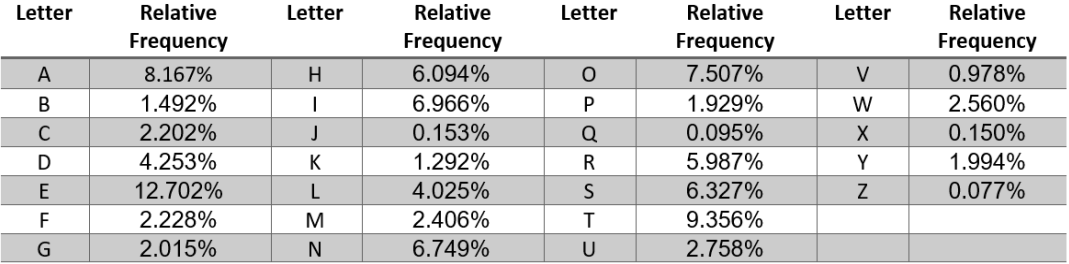 Letter Relative Frequency Letter Relative Frequency Letter Relative Frequency Letter Relative Frequency
A 8.167% H 6.094% O 7.507% V 0.978%
B 1.492% I 6.966% P 1.929% W 2.560%
C 2.202% J 0.153% Q 0.095% X 0.150%
D 4.253% K 1.292% R 5.987% Y 1.994%
E 12.702% L 4.025% S 6.327% Z 0.077%
F 2.228% M 2.406% T 9.356%
G 2.015% N 6.749% U 2.758%